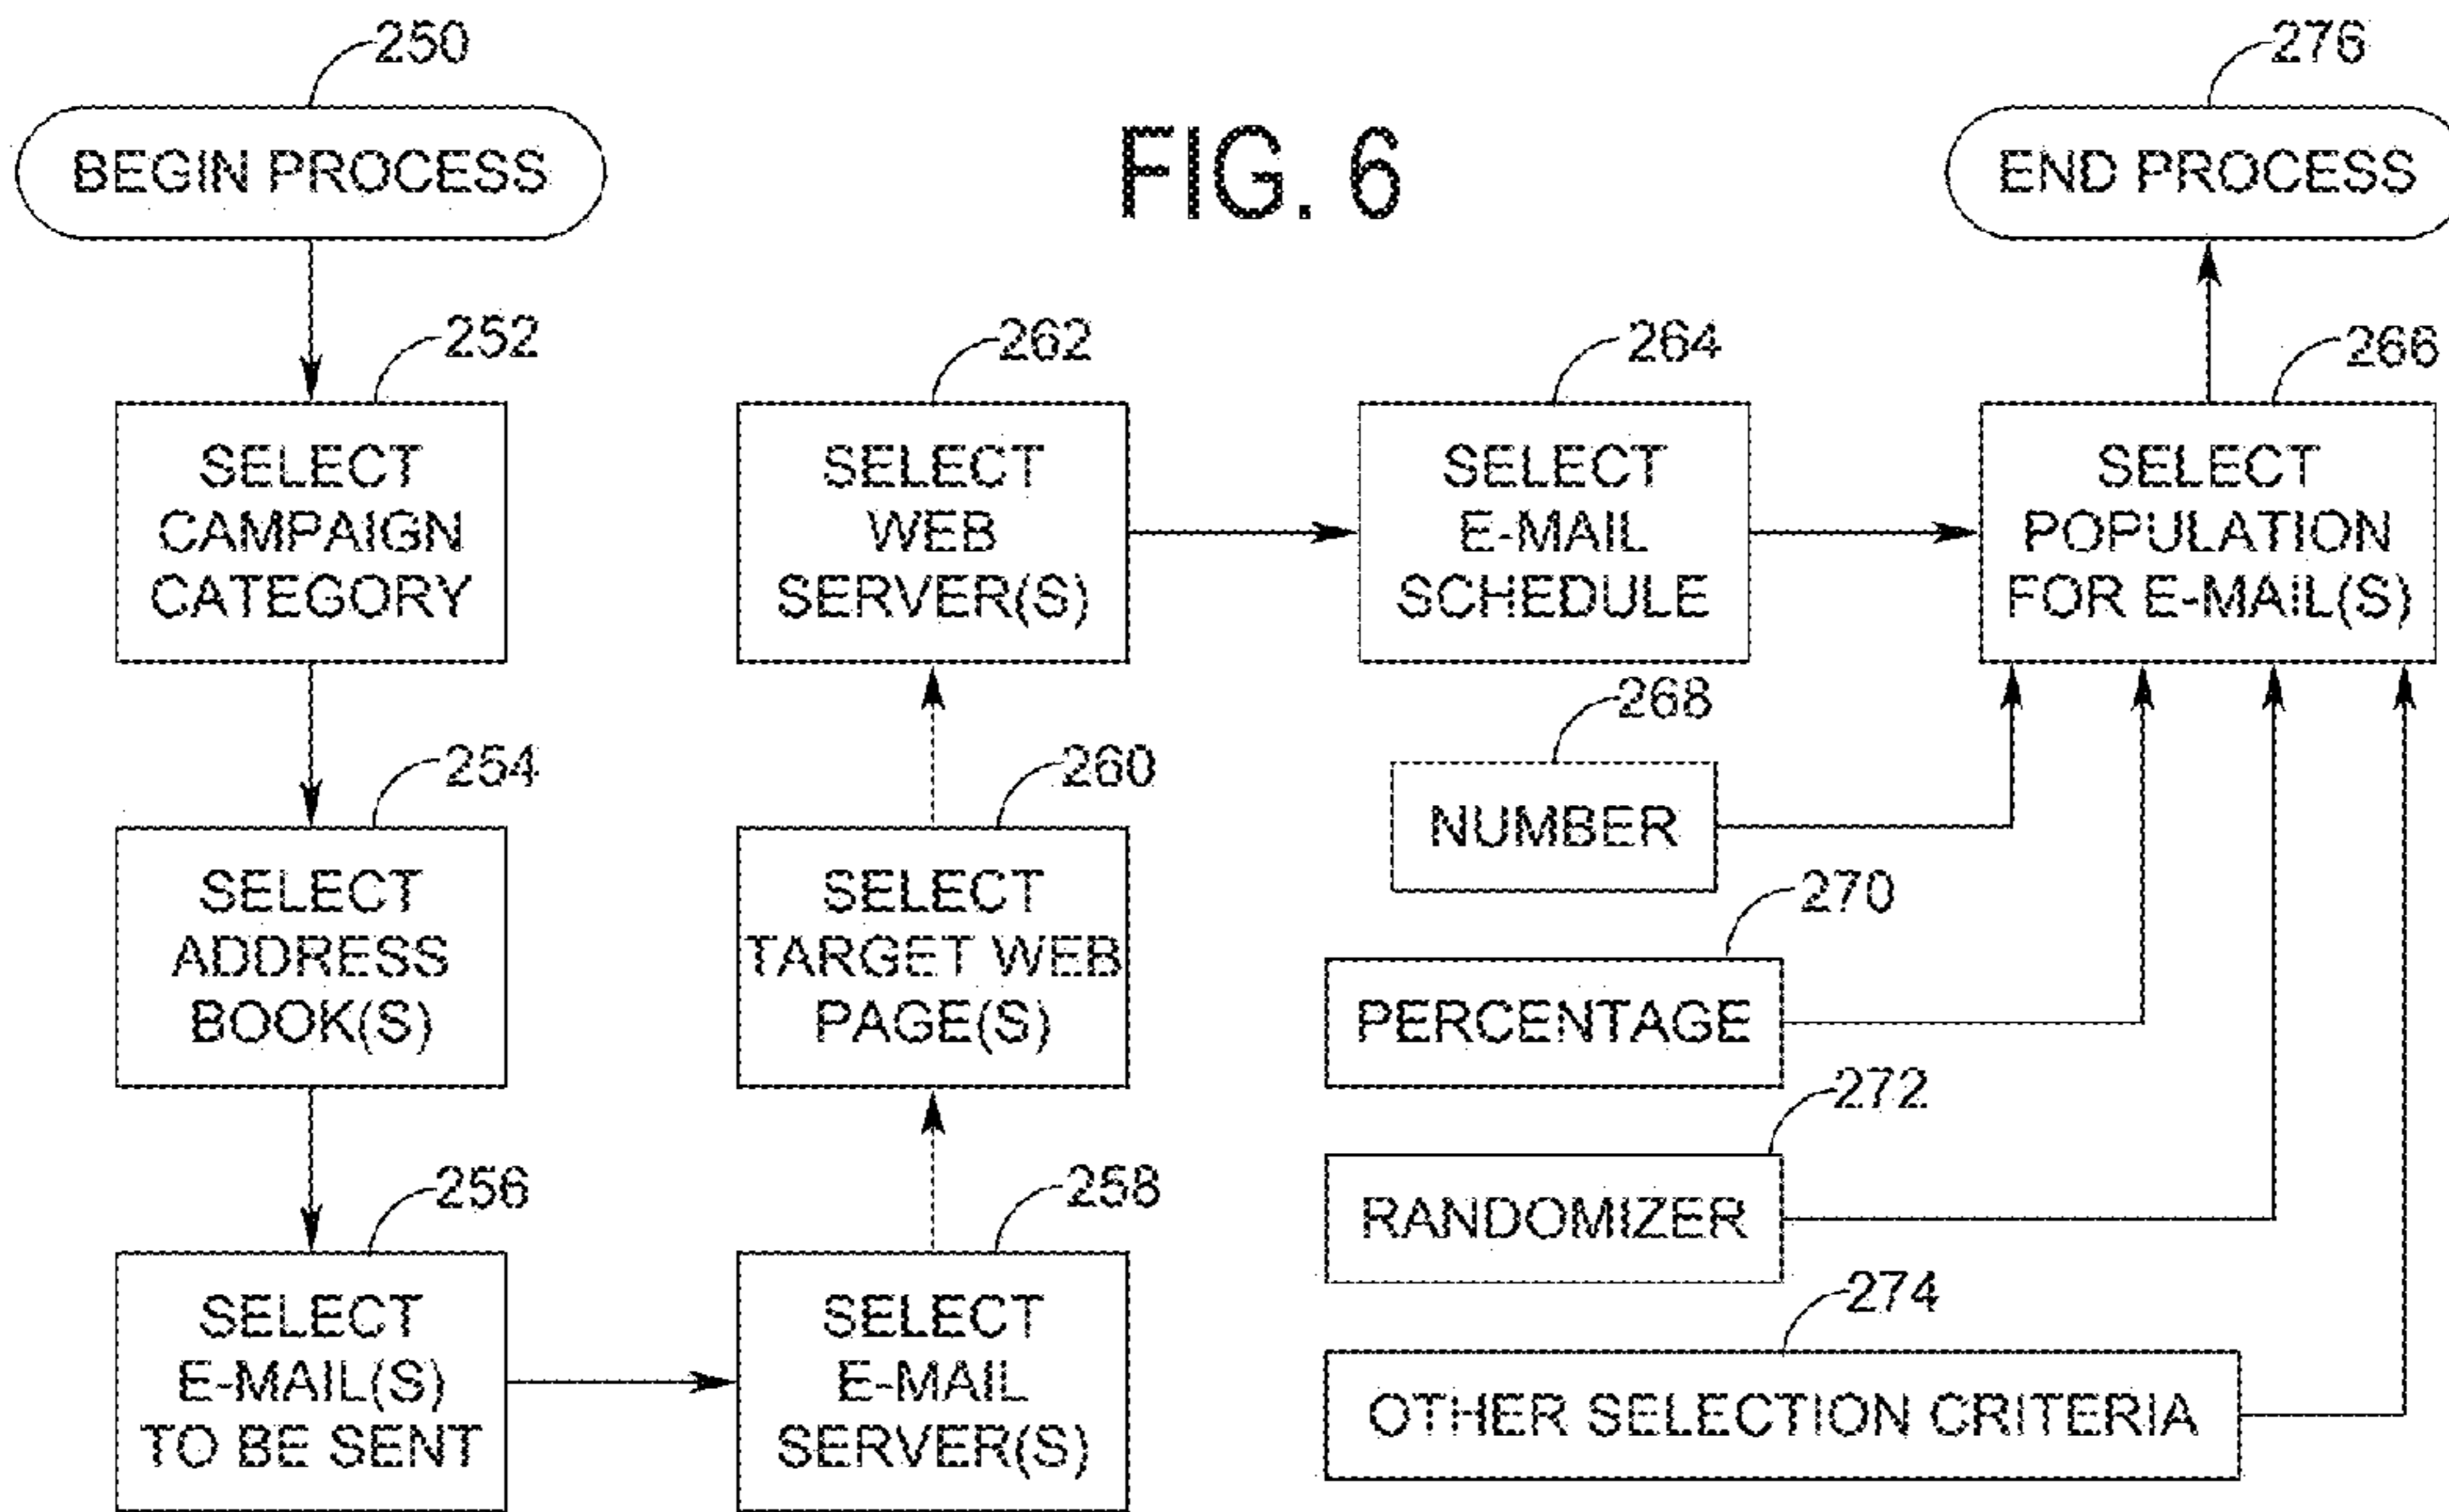 250
BEGIN PROCESS
FIG. 6
276
END PROCESS
252
SELECT
CAMPAIGN
CATEGORY
254
SELECT
ADDRESS
BOOK(S)
256
SELECT
E-MAIL(S)
TO BE SENT
258
SELECT
E-MAIL
SERVER(S)
260
SELECT
TARGET WEB
PAGE(S)
262
SELECT
WEB
SERVER(S)
264
SELECT
E-MAIL
SCHEDULE
266
SELECT
POPULATION
FOR E-MAIL(S)
268
NUMBER
270
PERCENTAGE
272
RANDOMIZER
274
OTHER SELECTION CRITERIA